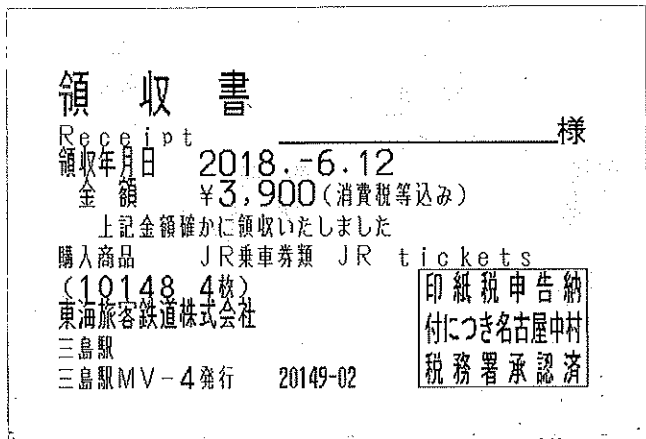 領収書
Receipt
様
領収年月日 2018.-6.12
金額 ¥3,900(消費税等込み)
上記金額確かに領収いたしました
購入商品 JR乗車券類 JR tickets
(10148 4枚)
東海旅客鉄道株式会社
三島駅
三島駅MV-4発行 20149-02
印紙税申告納
付につき名古屋中村
税務署承認済